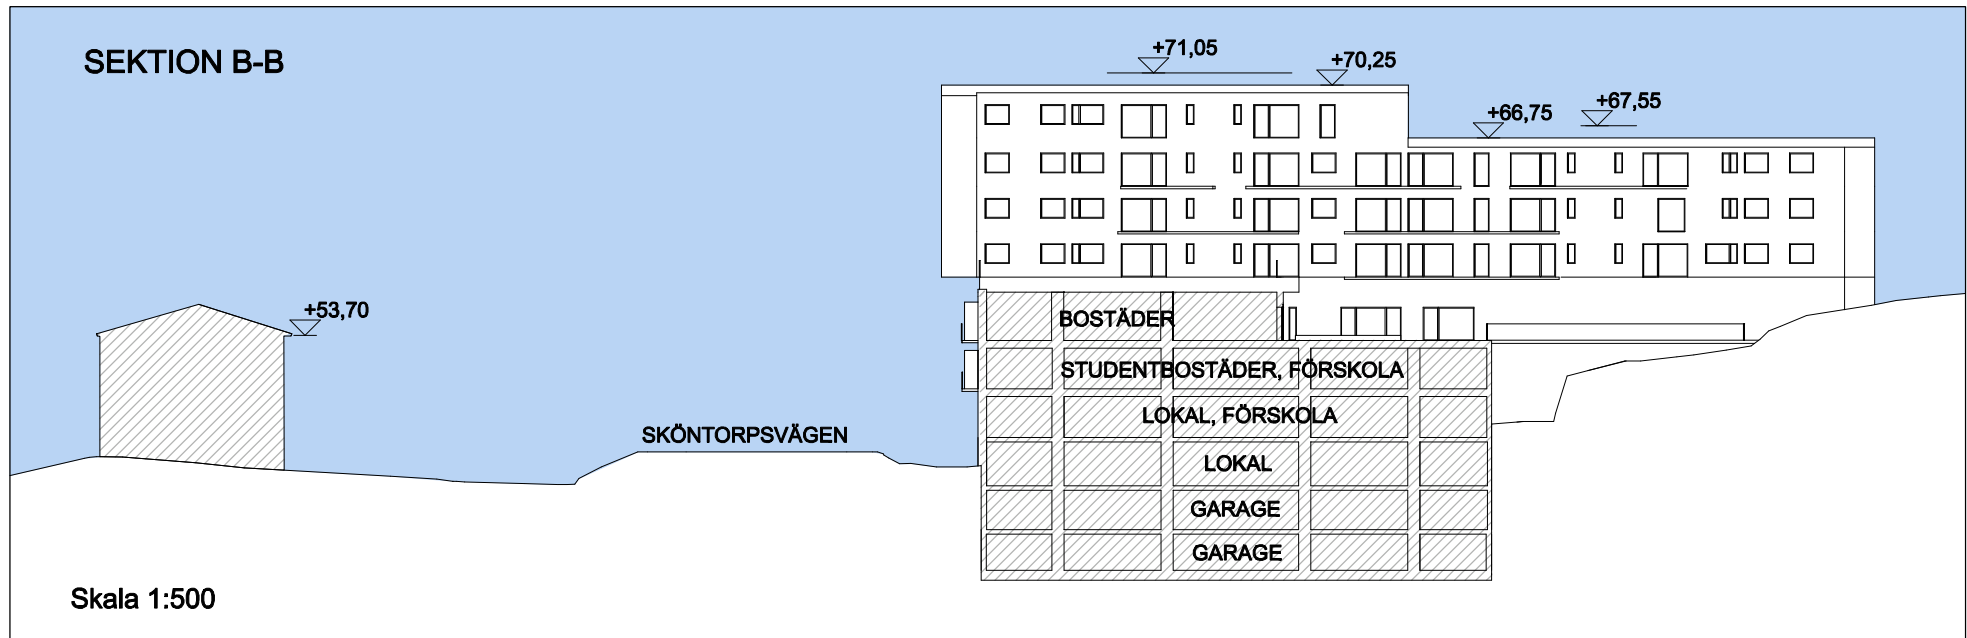 SEKTION B-B
+71,05
+70,25
+66,75
+67,55
+53,70
BOSTÄDER
STUDENTBOSTÄDER, FÖRSKOLA
LOKAL, FÖRSKOLA
SKÖNTORPSVÄGEN
LOKAL
GARAGE
GARAGE
Skala 1:500